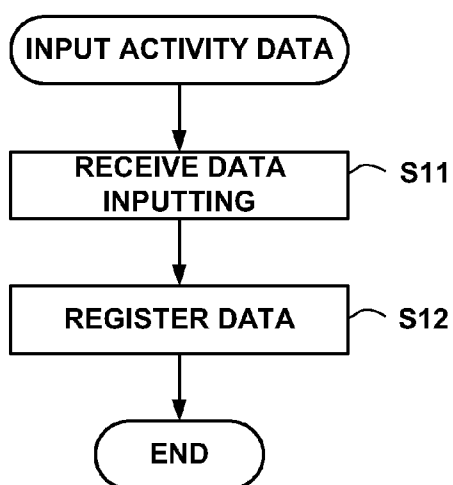 INPUT ACTIVITY DATA
RECEIVE DATA
INPUTTING
S11
REGISTER DATA
S12
END